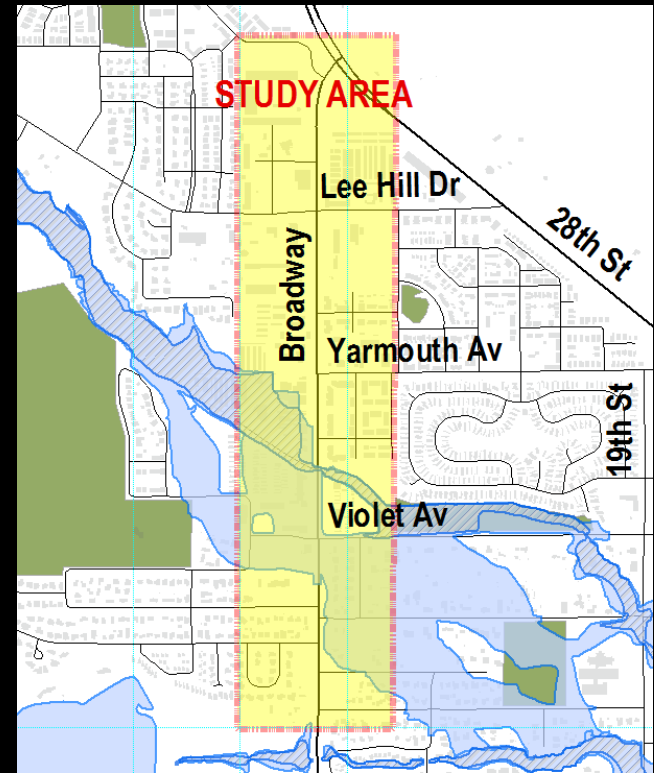 STUDY AREA
Lee Hill Dr
28th St
Broadway
Yarmouth Av
19th St
Violet Av